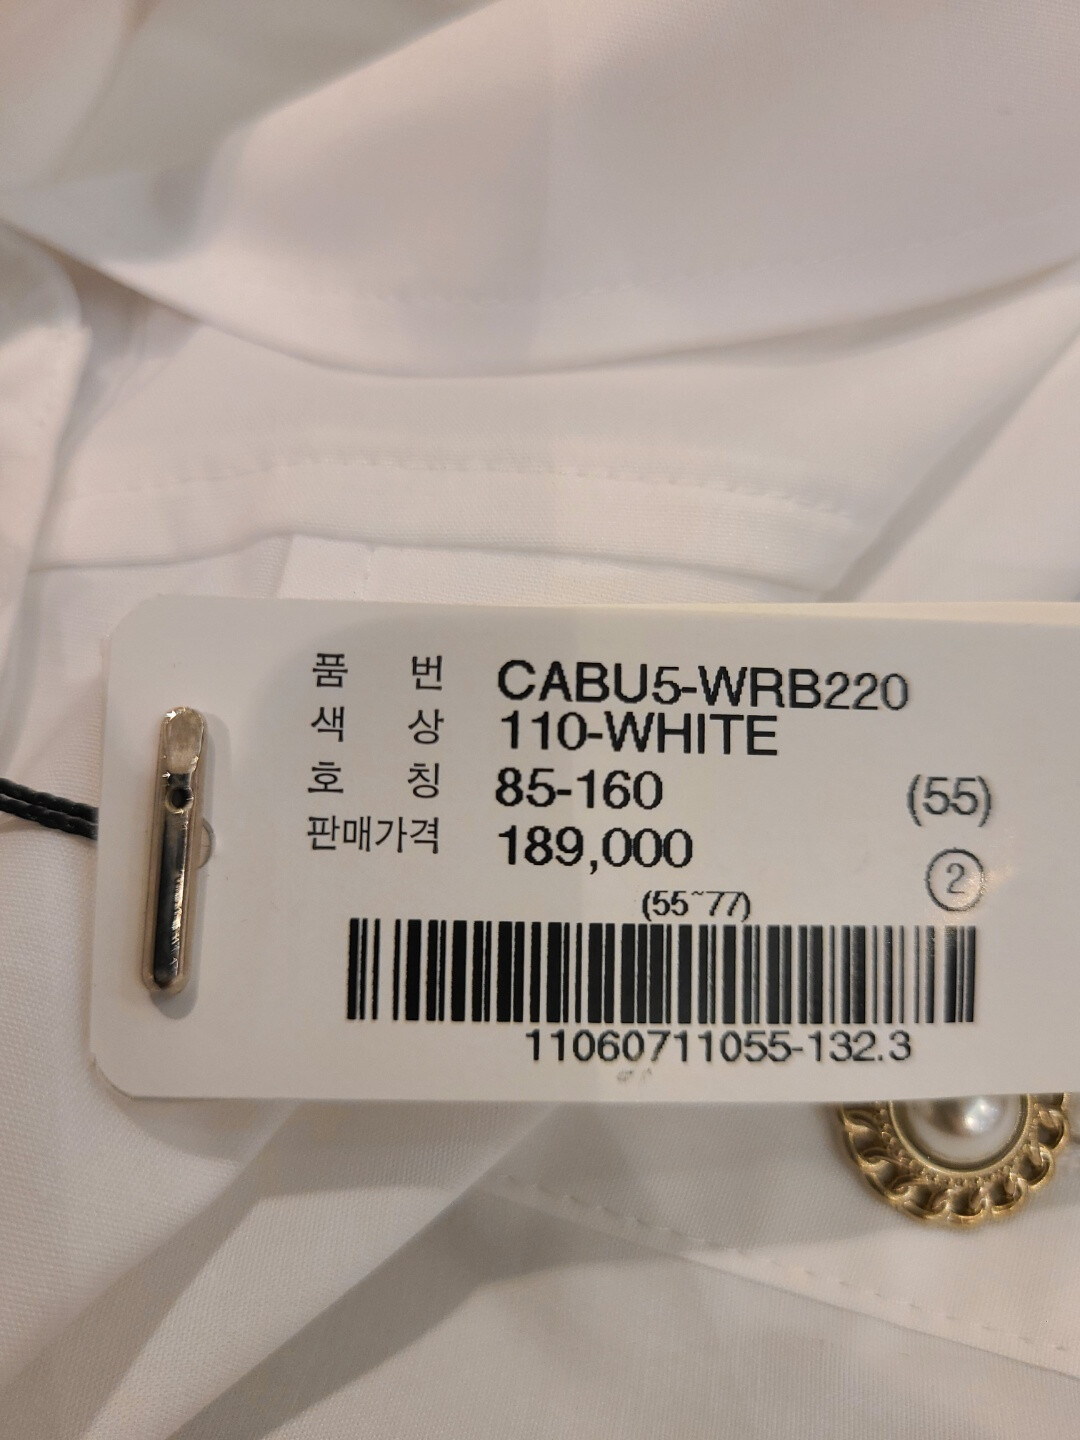 품 번 CABU5-WRB220
색 상 110-WHITE
호 칭 85-160 (55)
판매가격 189,000
(55~77) 2
11060711055-132.3